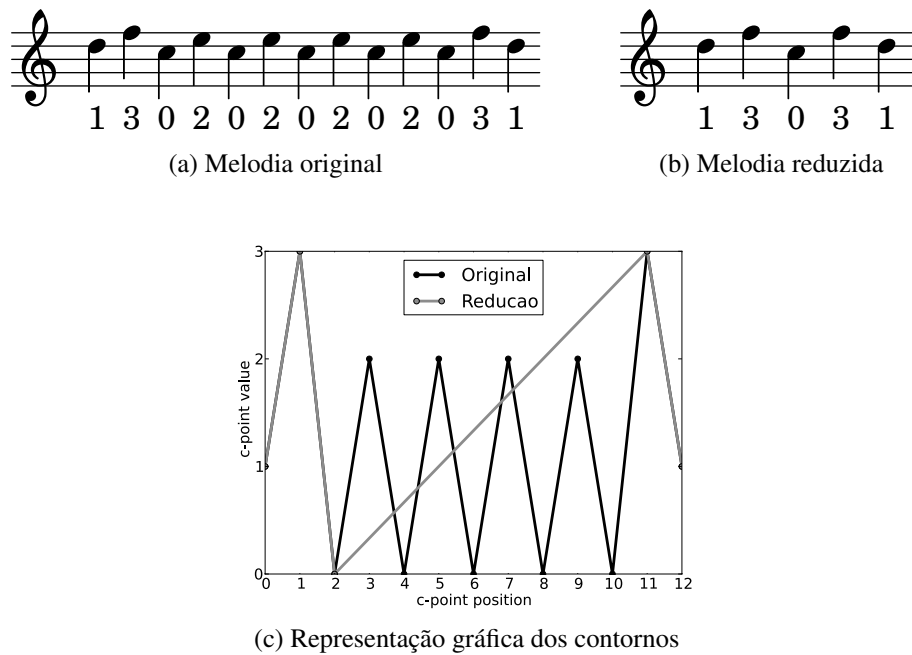 1 3 0 2 0 2 0 2 0 2 0 3 1
(a) Melodia original
1 3 0 3 1
(b) Melodia reduzida
3
2
1
0
c-point value
Original
Reducao
0 1 2 3 4 5 6 7 8 9 10 11 12
c-point position
(c) Representação gráfica dos contornos